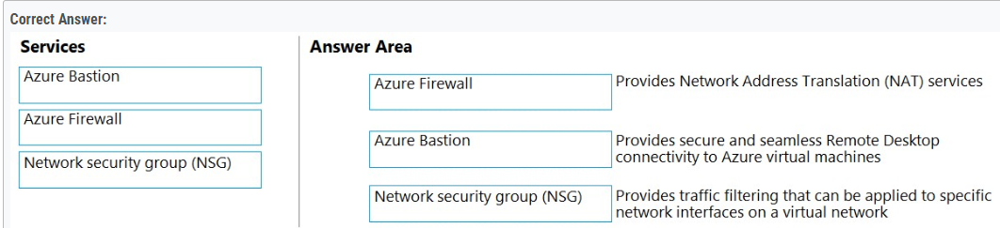 Correct Answer:
Services
Answer Area
Azure Bastion
Azure Firewall
Network security group (NSG)
Azure Firewall
Provides Network Address Translation (NAT) services
Azure Bastion
Provides secure and seamless Remote Desktop
connectivity to Azure virtual machines
Network security group (NSG)
Provides traffic filtering that can be applied to specific
network interfaces on a virtual network